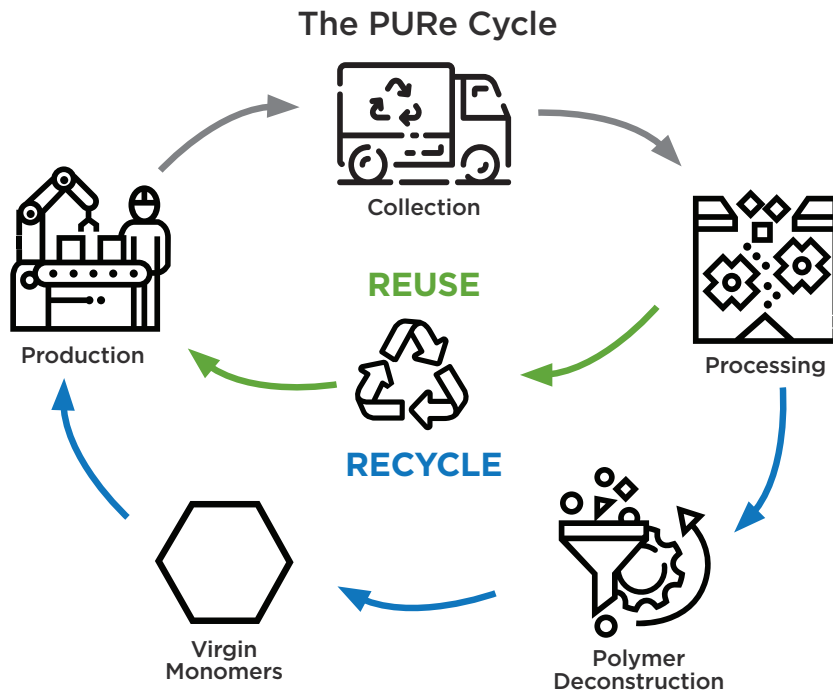 The PURe Cycle
Collection
REUSE
Production
Processing
RECYCLE
Virgin
Monomers
Polymer
Deconstruction